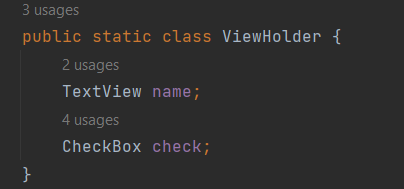 3 usages
public static class ViewHolder {
2 usages
TextView name;
4 usages
CheckBox check;
}